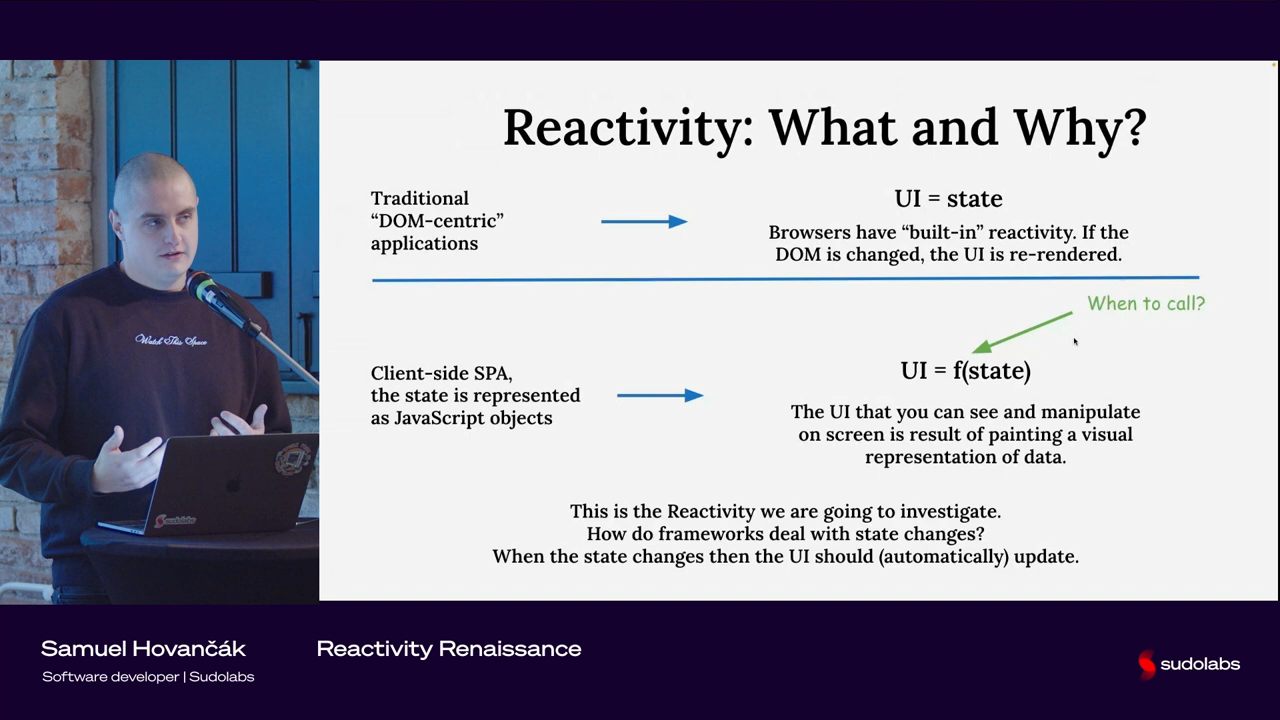 Reactivity: What and Why?
Traditional
“DOM-centric”
applications
UI = state
Browsers have “built-in” reactivity. If the
DOM is changed, the UI is re-rendered.
When to call?
Client-side SPA,
the state is represented
as JavaScript objects
UI = f(state)
The UI that you can see and manipulate
on screen is result of painting a visual
representation of data.
This is the Reactivity we are going to investigate.
How do frameworks deal with state changes?
When the state changes then the UI should (automatically) update.
Watch This Space
sudolabs
Samuel Hovančák
Software developer | Sudolabs
Reactivity Renaissance
sudolabs